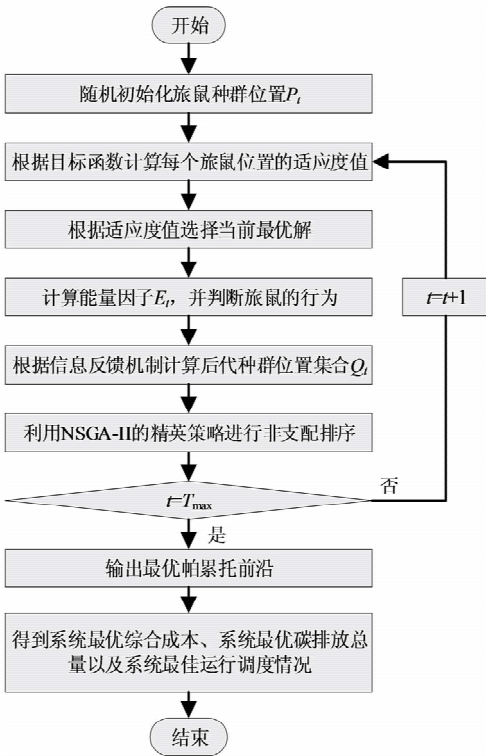 开始
随机初始化旅鼠种群位置Pt
根据目标函数计算每个旅鼠位置的适应度值
根据适应度值选择当前最优解
计算能量因子Et，并判断旅鼠的行为
t=t+1
根据信息反馈机制计算后代种群位置集合Qt
利用NSGA-II的精英策略进行非支配排序
t=Tmax
否
是
输出最优帕累托前沿
得到系统最优综合成本、系统最优碳排放总
量以及系统最佳运行调度情况
结束